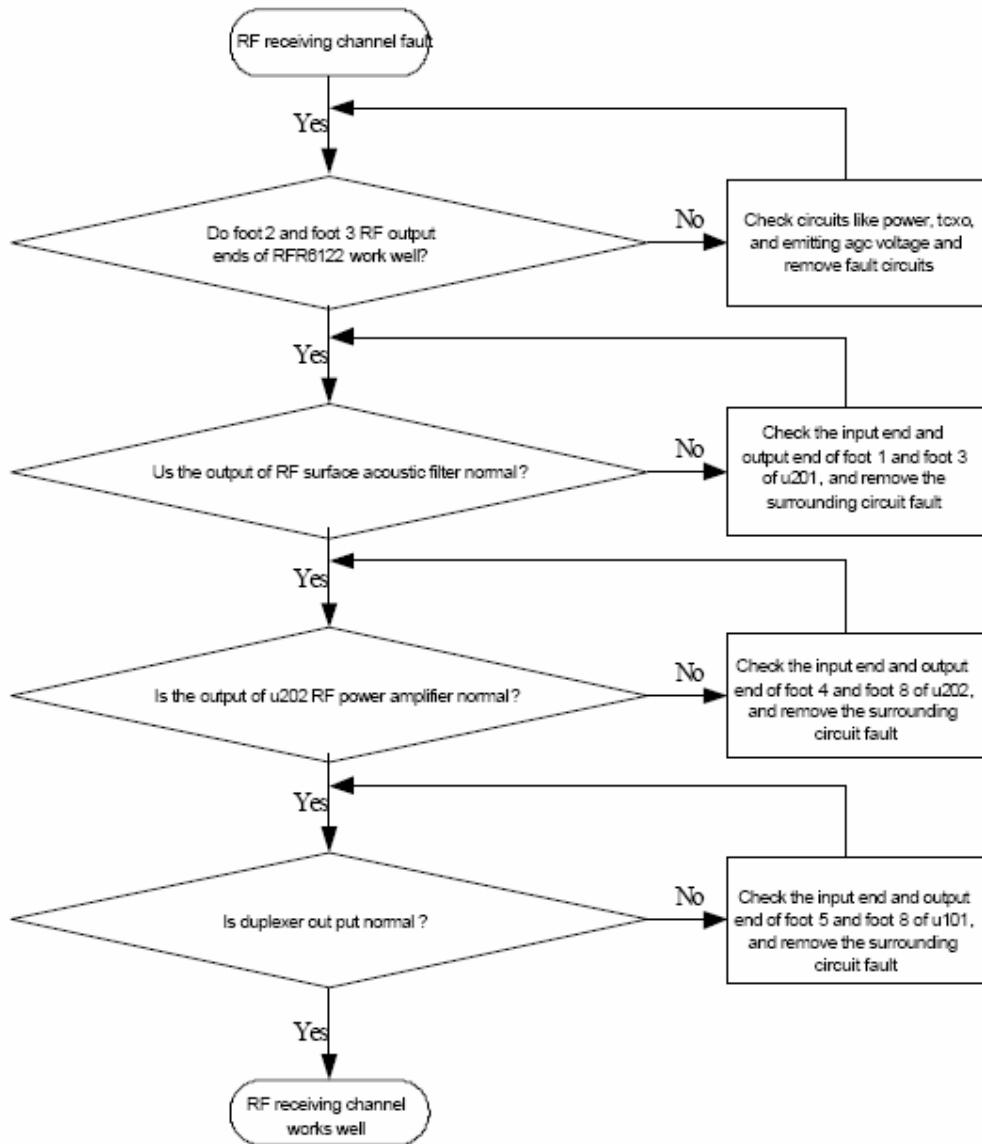 RF receiving channel fault
Yes
Do foot 2 and foot 3 RF output
ends of RFR6122 work well?
No
Check circuits like power, tcxo,
and emitting agc voltage and
remove fault circuits
Yes
Us the output of RF surface acoustic filter normal?
No
Check the input end and
output end of foot 1 and foot 3
of u201, and remove the
surrounding circuit fault
Yes
Is the output of u202 RF power amplifier normal?
No
Check the input end and output
end of foot 4 and foot 8 of u202,
and remove the surrounding
circuit fault
Yes
Is duplexer out put normal?
No
Check the input end and output
end of foot 5 and foot 8 of u101,
and remove the surrounding
circuit fault
Yes
RF receiving channel
works well